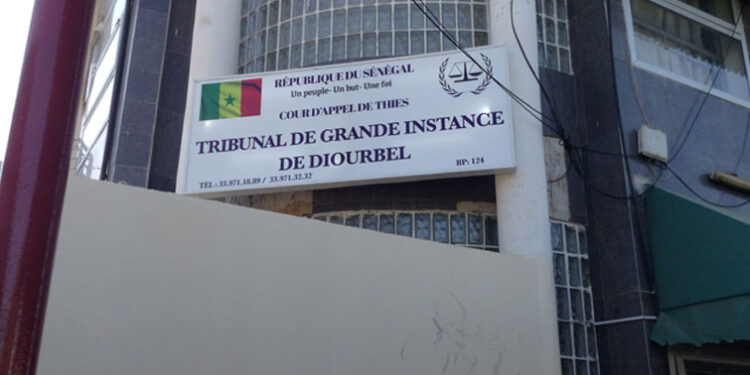 RÉPUBLIQUE DU SÉNÉGAL
Un peuple- Un but- Une foi
COUR D'APPEL DE THIES
TRIBUNAL DE GRANDE INSTANCE
DE DIOURBEL
BP: 124
TEL : 33.971.18.89 / 33.971.32.32